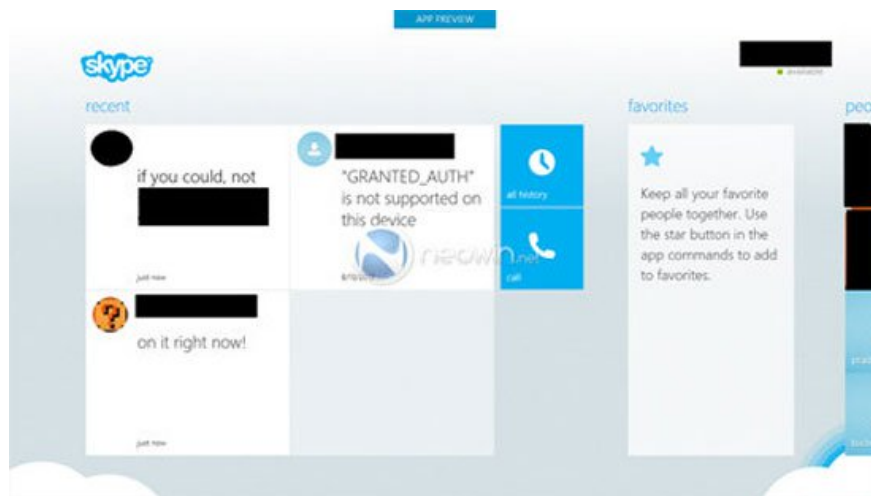 APP PREVIEW
skype
available
recent
favorites
peo
if you could, not
just now
"GRANTED_AUTH"
is not supported on
this device
all history
call
neowin.net
Keep all your favorite
people together. Use
the star button in the
app commands to add
to favorites.
on it right now!
just now